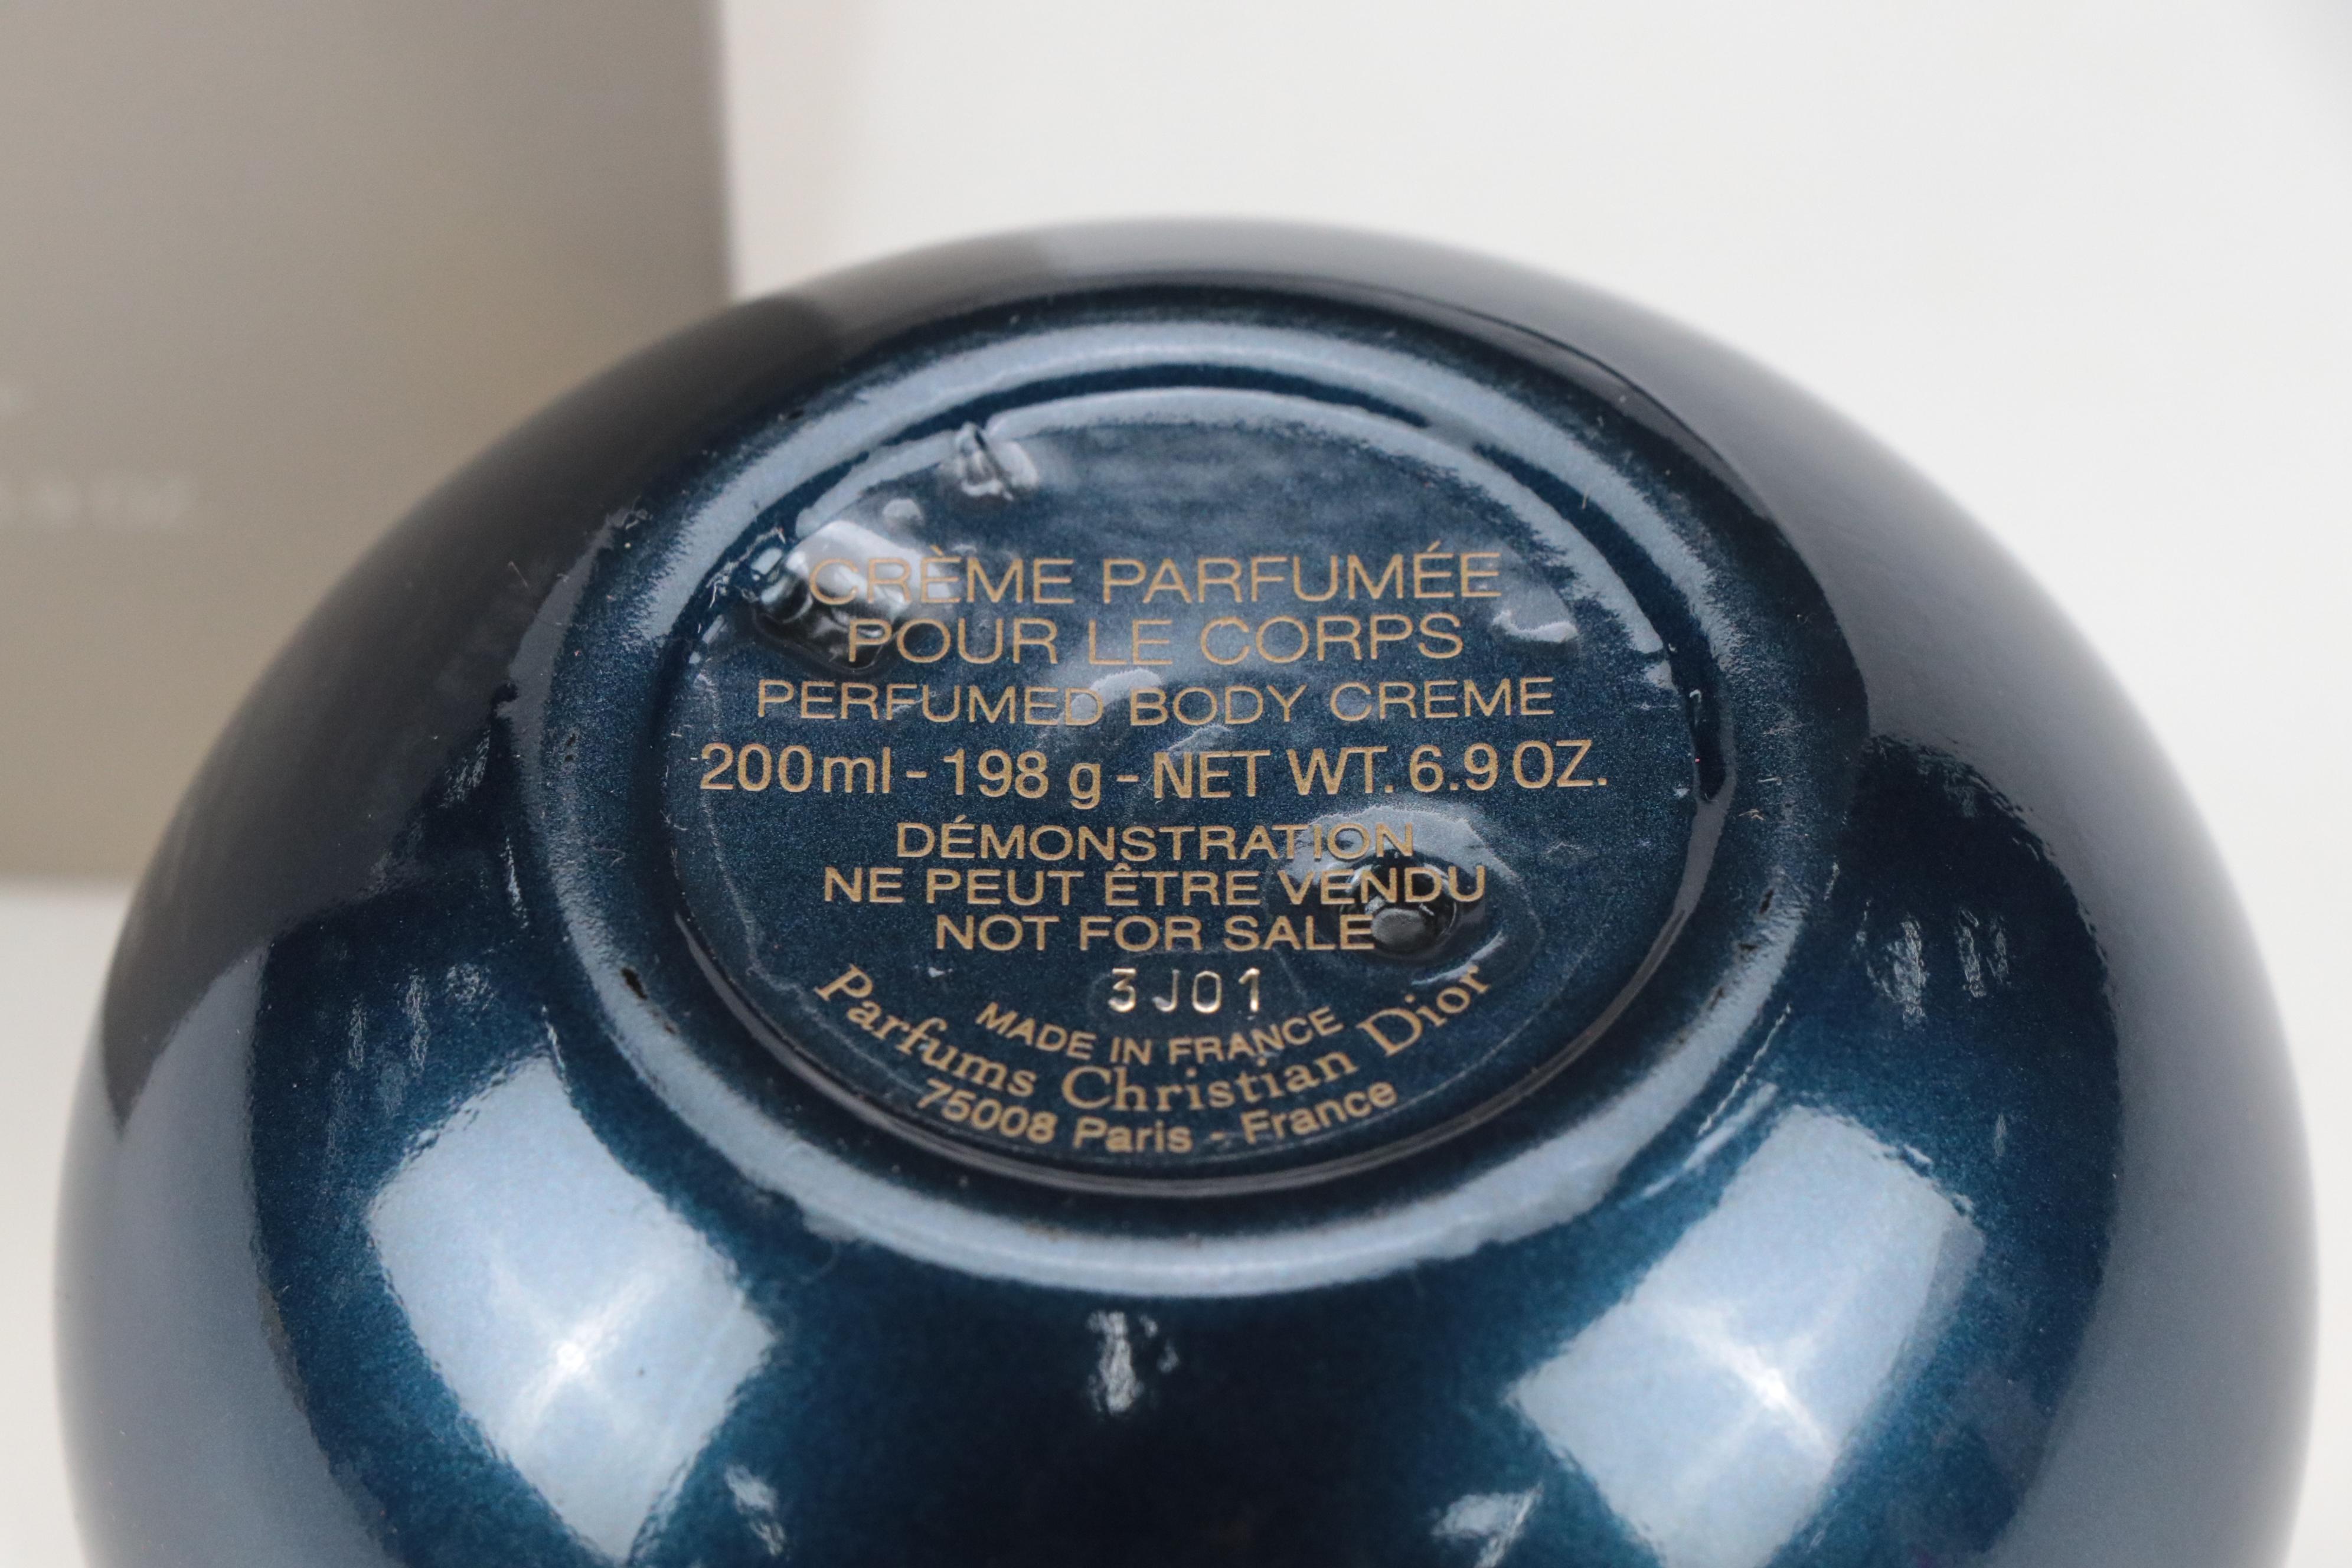 CRÈME PARFUMÉE
POUR LE CORPS
PERFUMED BODY CREME
200ml - 198 g - NET WT. 6.9 OZ.
DÉMONSTRATION
NE PEUT ÊTRE VENDU
NOT FOR SALE
3J01
MADE IN FRANCE
Parfums Christian Dior
75008 Paris - France